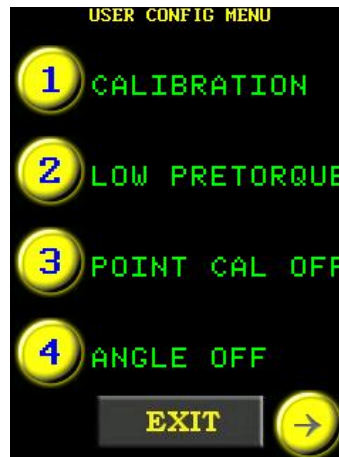 USER CONFIG MENU
1 CALIBRATION
2 LOW PRETORQUE
3 POINT CAL OFF
4 ANGLE OFF
EXIT